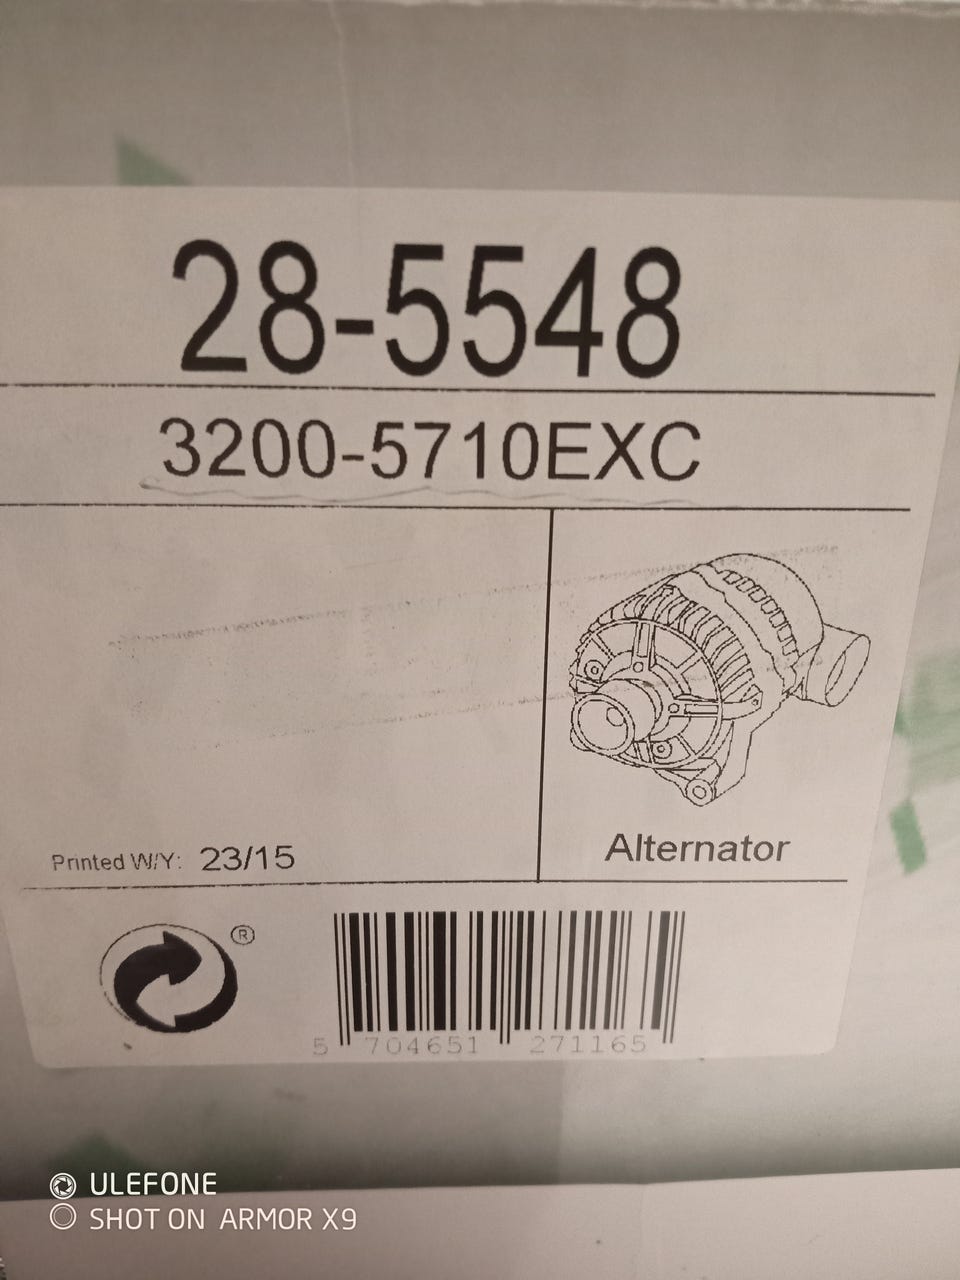 28-5548
3200-5710EXC
Printed W/Y: 23/15
Alternator
®
5 704651 271165
ULEFONE
SHOT ON ARMOR X9